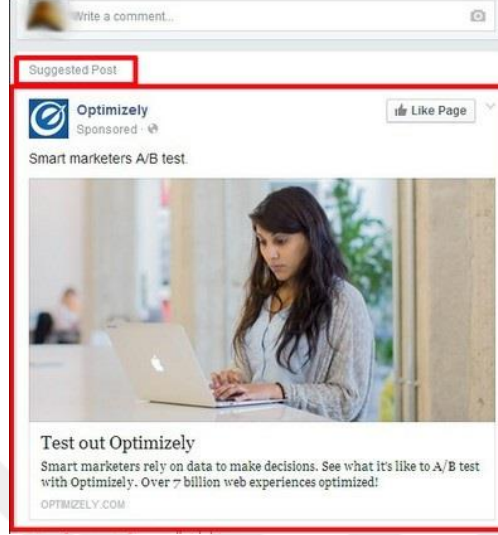 Write a comment...
Suggested Post
Optimizely
Sponsored ·
Like Page
Smart marketers A/B test.
Test out Optimizely
Smart marketers rely on data to make decisions. See what it's like to A/B test
with Optimizely. Over 7 billion web experiences optimized!
OPTIMIZELY.COM